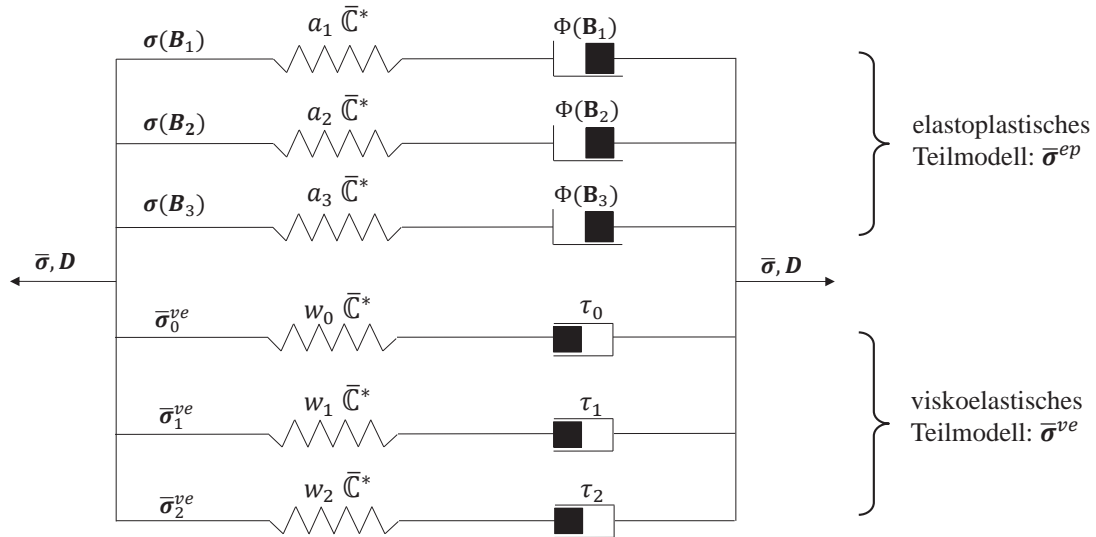 a₁ ℂ̅*
σ(B₁)
Φ(B₁)
a₂ ℂ̅*
σ(B₂)
Φ(B₂)
elastoplastisches
Teilmodell: σ̅ᵉᵖ
a₃ ℂ̅*
σ(B₃)
Φ(B₃)
σ̅, D
σ̅, D
σ̅₀ᵛᵉ
w₀ ℂ̅*
τ₀
σ̅₁ᵛᵉ
w₁ ℂ̅*
τ₁
viskoelastisches
Teilmodell: σ̅ᵛᵉ
σ̅₂ᵛᵉ
w₂ ℂ̅*
τ₂